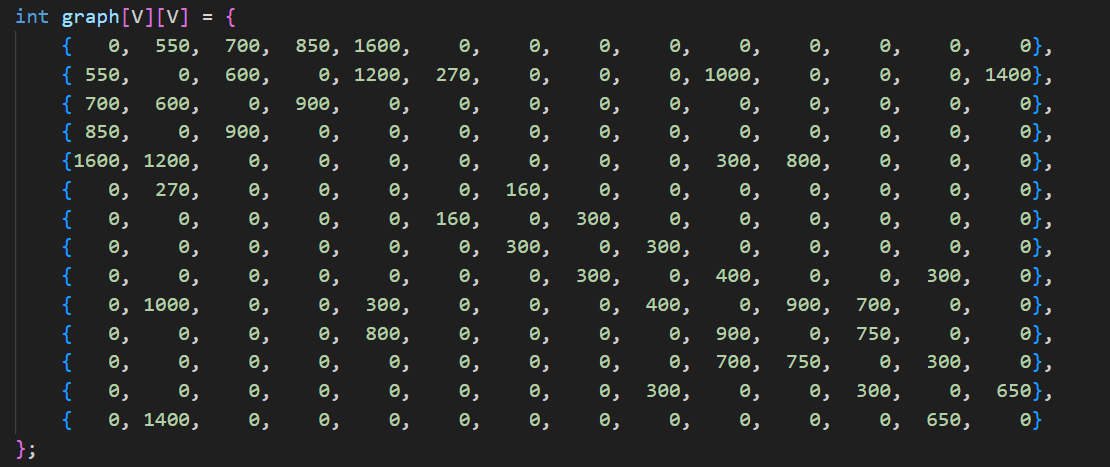 int graph[V][V] = {
    {   0,  550,  700,  850, 1600,    0,    0,    0,    0,    0,    0,    0,    0,    0},
    { 550,    0,  600,    0, 1200,  270,    0,    0,    0, 1000,    0,    0,    0, 1400},
    { 700,  600,    0,  900,    0,    0,    0,    0,    0,    0,    0,    0,    0,    0},
    { 850,    0,  900,    0,    0,    0,    0,    0,    0,    0,    0,    0,    0,    0},
    {1600, 1200,    0,    0,    0,    0,    0,    0,    0,  300,  800,    0,    0,    0},
    {   0,  270,    0,    0,    0,    0,  160,    0,    0,    0,    0,    0,    0,    0},
    {   0,    0,    0,    0,    0,  160,    0,  300,    0,    0,    0,    0,    0,    0},
    {   0,    0,    0,    0,    0,    0,  300,    0,  300,    0,    0,    0,    0,    0},
    {   0,    0,    0,    0,    0,    0,    0,  300,    0,  400,    0,    0,  300,    0},
    {   0, 1000,    0,    0,  300,    0,    0,    0,  400,    0,  900,  700,    0,    0},
    {   0,    0,    0,    0,  800,    0,    0,    0,    0,  900,    0,  750,    0,    0},
    {   0,    0,    0,    0,    0,    0,    0,    0,    0,  700,  750,    0,  300,    0},
    {   0,    0,    0,    0,    0,    0,    0,    0,  300,    0,    0,  300,    0,  650},
    {   0, 1400,    0,    0,    0,    0,    0,    0,    0,    0,    0,    0,  650,    0}
};